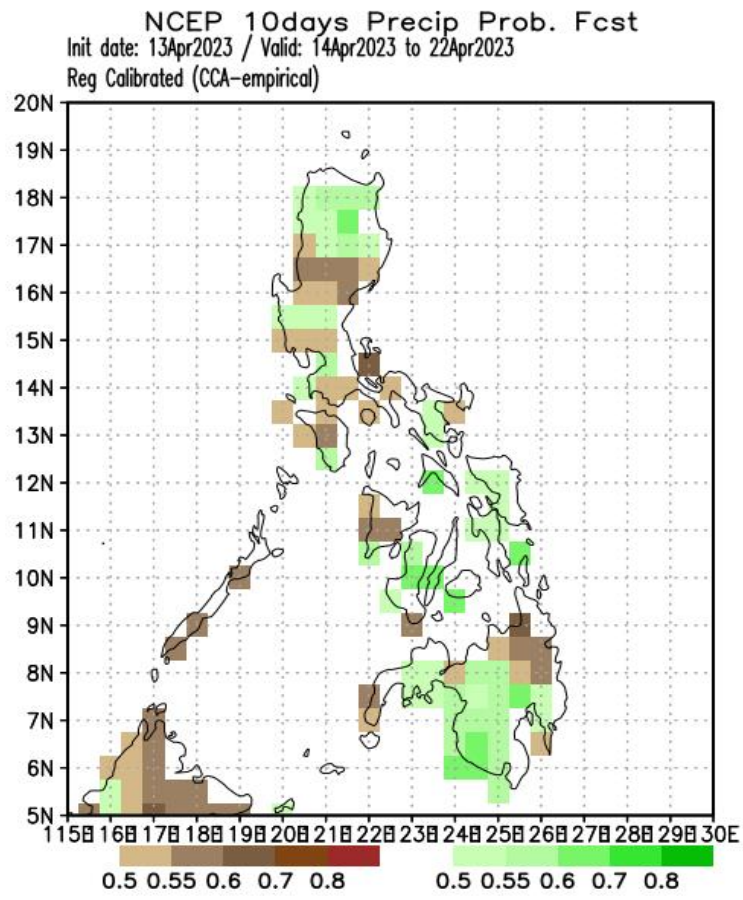 NCEP 10days Precip Prob. Fcst
Init date: 13Apr2023 / Valid: 14Apr2023 to 22Apr2023
Reg Calibrated (CCA-empirical)
20N
19N
18N
17N
16N
15N
14N
13N
12N
11N
10N
9N
8N
7N
6N
5N
115E 116E 117E 118E 119E 120E 121E 122E 123E 124E 125E 126E 127E 128E 129E 130E
0.5 0.55 0.6 0.7 0.8 0.5 0.55 0.6 0.7 0.8